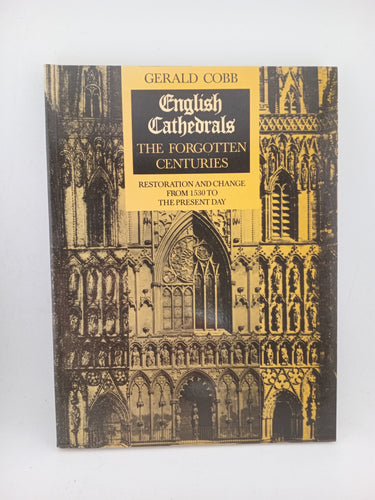 GERALD COBB
English
Cathedrals
THE FORGOTTEN
CENTURIES
RESTORATION AND CHANGE
FROM 1530 TO
THE PRESENT DAY